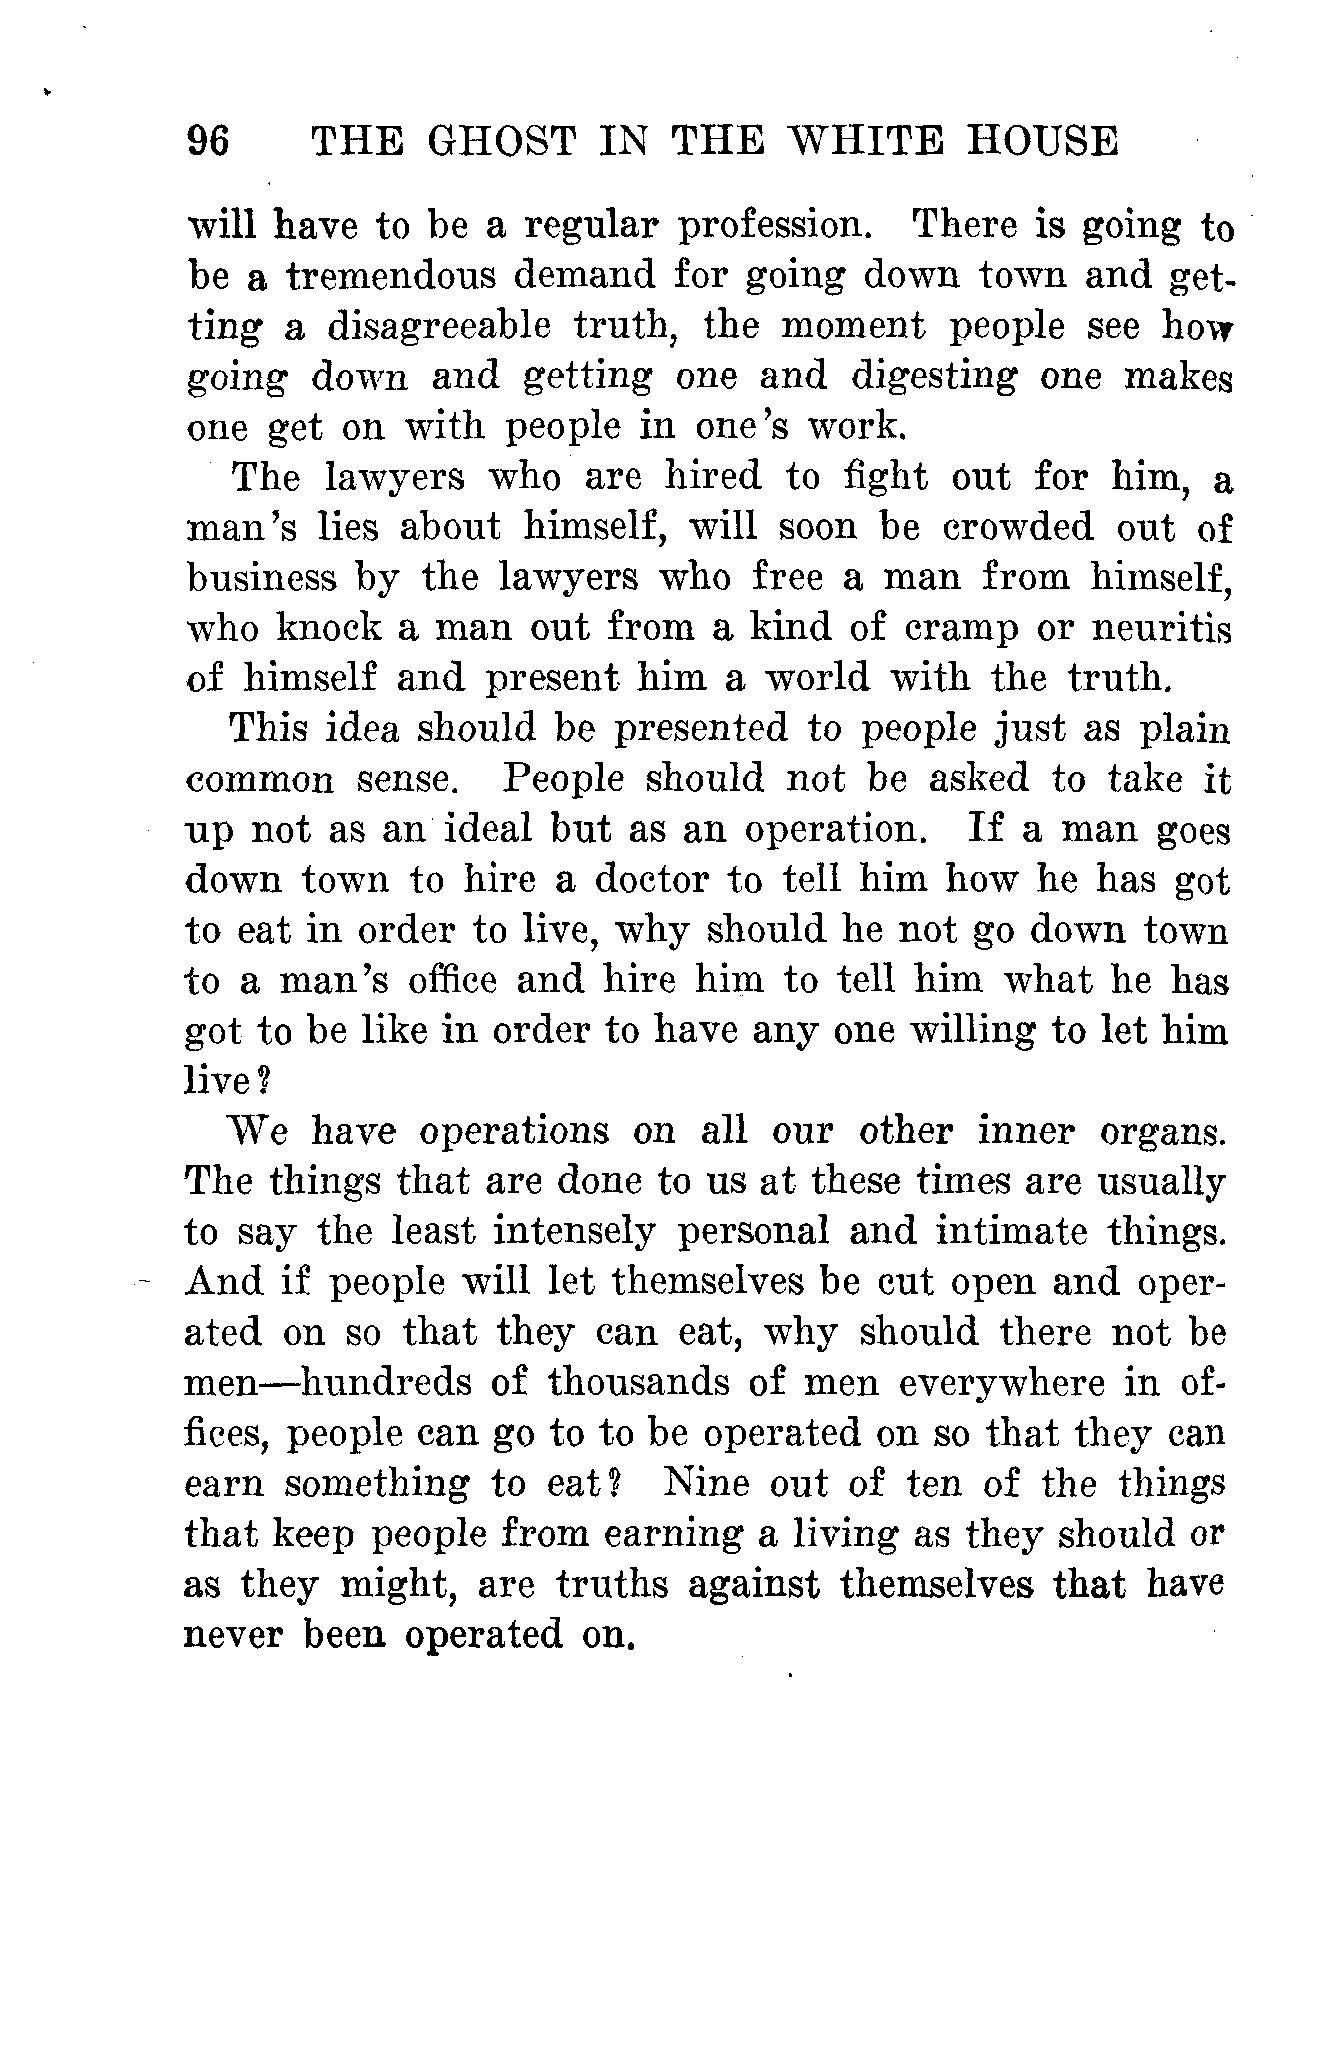 96 THE GHOST IN THE WHITE HOUSE
will have to be a regular profession. There is going to
be a tremendous demand for going down town and get-
ting a disagreeable truth, the moment people see how
going down and getting one and digesting one makes
one get on with people in one's work.
The lawyers who are hired to fight out for him, a
man's lies about himself, will soon be crowded out of
business by the lawyers who free a man from himself,
who knock a man out from a kind of cramp or neuritis
of himself and present him a world with the truth.
This idea should be presented to people just as plain
common sense. People should not be asked to take it
up not as an ideal but as an operation. If a man goes
down town to hire a doctor to tell him how he has got
to eat in order to live, why should he not go down town
to a man's office and hire him to tell him what he has
got to be like in order to have any one willing to let him
live?
We have operations on all our other inner organs.
The things that are done to us at these times are usually
to say the least intensely personal and intimate things.
And if people will let themselves be cut open and oper-
ated on so that they can eat, why should there not be
men—hundreds of thousands of men everywhere in of-
fices, people can go to to be operated on so that they can
earn something to eat? Nine out of ten of the things
that keep people from earning a living as they should or
as they might, are truths against themselves that have
never been operated on.